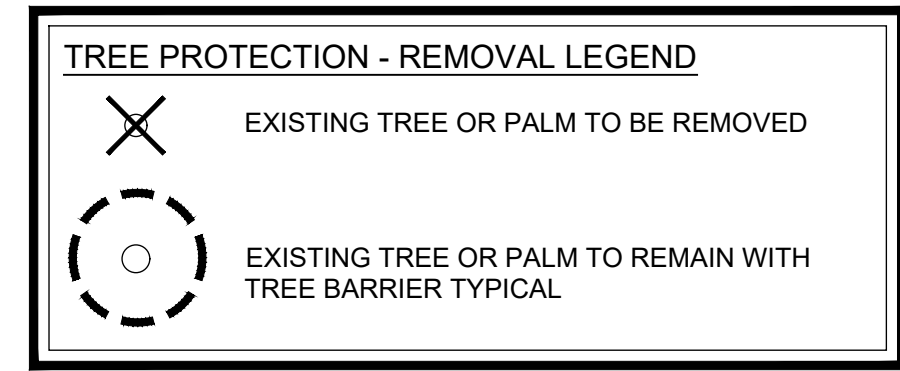 TREE PROTECTION - REMOVAL LEGEND
EXISTING TREE OR PALM TO BE REMOVED
EXISTING TREE OR PALM TO REMAIN WITH
TREE BARRIER TYPICAL